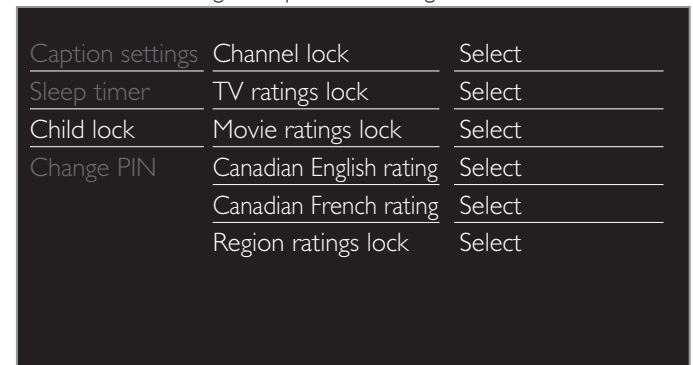 Caption settings Channel lock Select
Sleep timer TV ratings lock Select
Child lock Movie ratings lock Select
Change PIN Canadian English rating Select
Canadian French rating Select
Region ratings lock Select